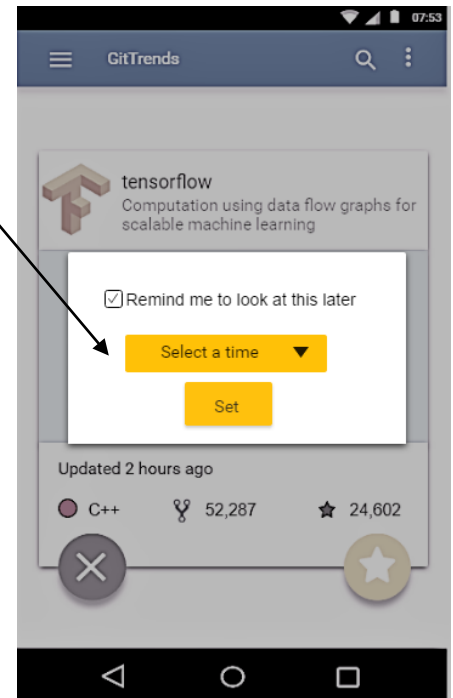 07:53
GitTrends
tensorflow
Computation using data flow graphs for
scalable machine learning
Remind me to look at this later
Select a time
Set
Updated 2 hours ago
C++ 52,287 24,602